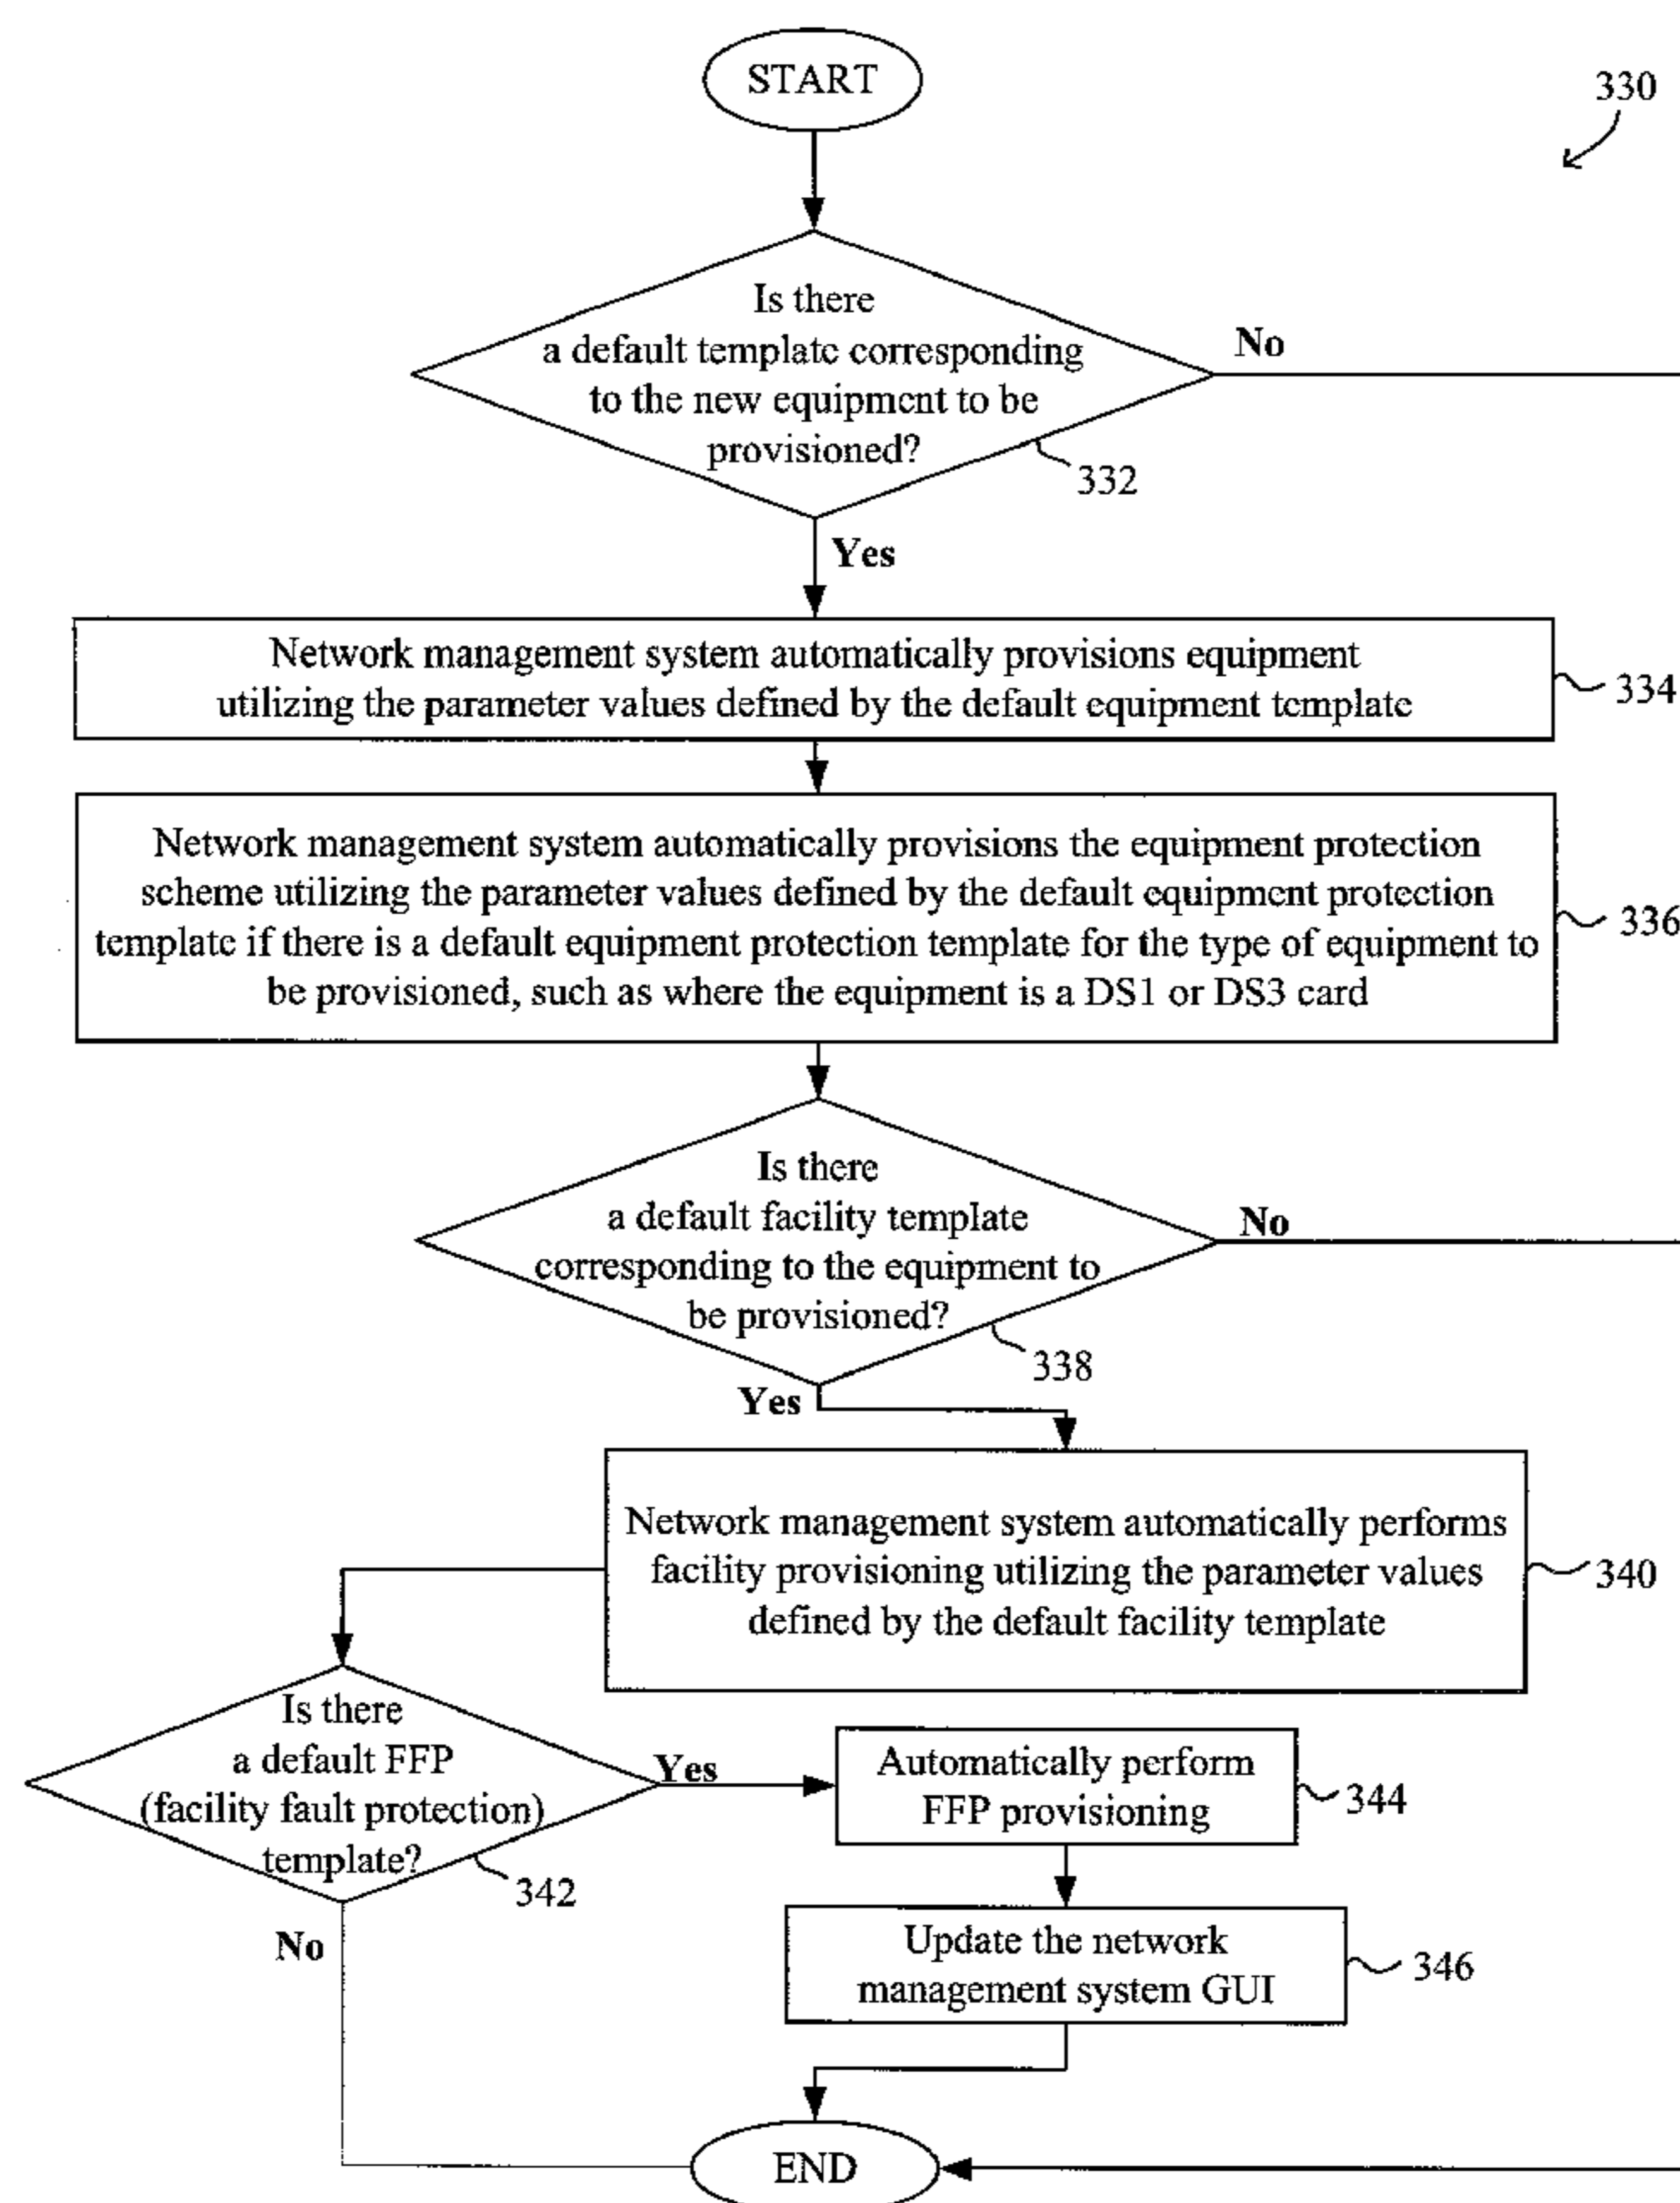 START
330
Is there
a default template corresponding
to the new equipment to be
provisioned?
No
332
Yes
Network management system automatically provisions equipment
utilizing the parameter values defined by the default equipment template
334
Network management system automatically provisions the equipment protection
scheme utilizing the parameter values defined by the default equipment protection
template if there is a default equipment protection template for the type of equipment to
be provisioned, such as where the equipment is a DS1 or DS3 card
336
Is there
a default facility template
corresponding to the equipment to
be provisioned?
No
338
Yes
Network management system automatically performs
facility provisioning utilizing the parameter values
defined by the default facility template
340
Is there
a default FFP
(facility fault protection)
template?
Yes
342
No
Automatically perform
FFP provisioning
344
Update the network
management system GUI
346
END